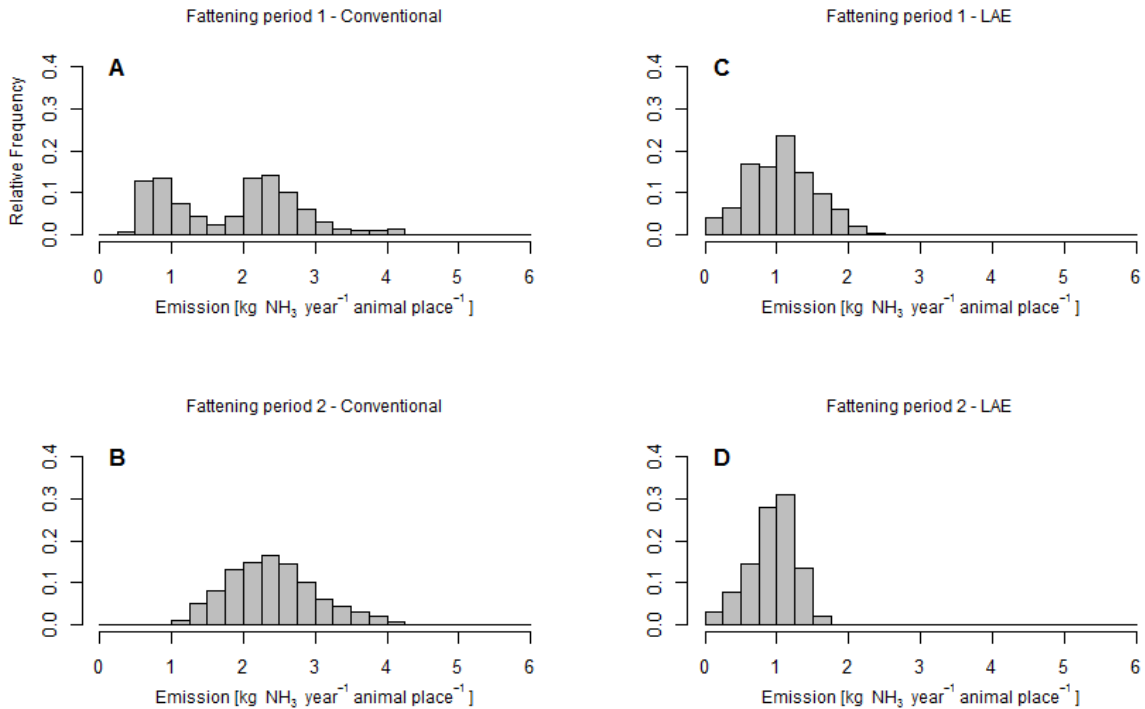 Fattening period 1 - Conventional
A
Relative Frequency
0.0 0.1 0.2 0.3 0.4
0 1 2 3 4 5 6
Emission [kg NH₃ year⁻¹ animal place⁻¹ ]
Fattening period 1 - LAE
C
0.0 0.1 0.2 0.3 0.4
0 1 2 3 4 5 6
Emission [kg NH₃ year⁻¹ animal place⁻¹ ]
Fattening period 2 - Conventional
B
0.0 0.1 0.2 0.3 0.4
0 1 2 3 4 5 6
Emission [kg NH₃ year⁻¹ animal place⁻¹ ]
Fattening period 2 - LAE
D
0.0 0.1 0.2 0.3 0.4
0 1 2 3 4 5 6
Emission [kg NH₃ year⁻¹ animal place⁻¹ ]